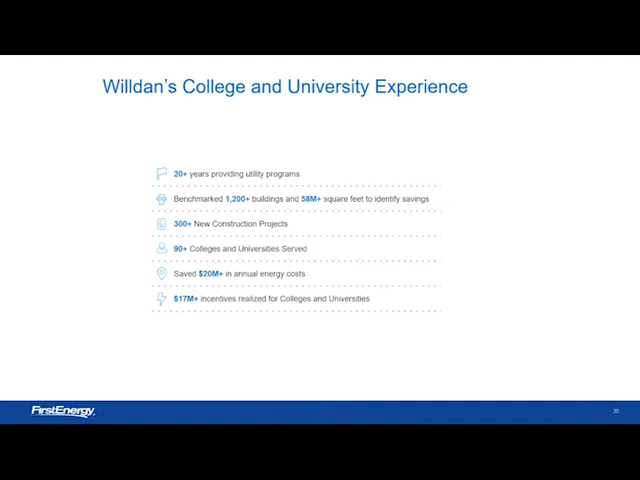 Willdan's College and University Experience
20+ years providing utility programs
Benchmarked 1,200+ buildings and 58M+ square feet to identify savings
300+ New Construction Projects
90+ Colleges and Universities Served
Saved $20M+ in annual energy costs
$17M+ incentives realized for Colleges and Universities
FirstEnergy
20